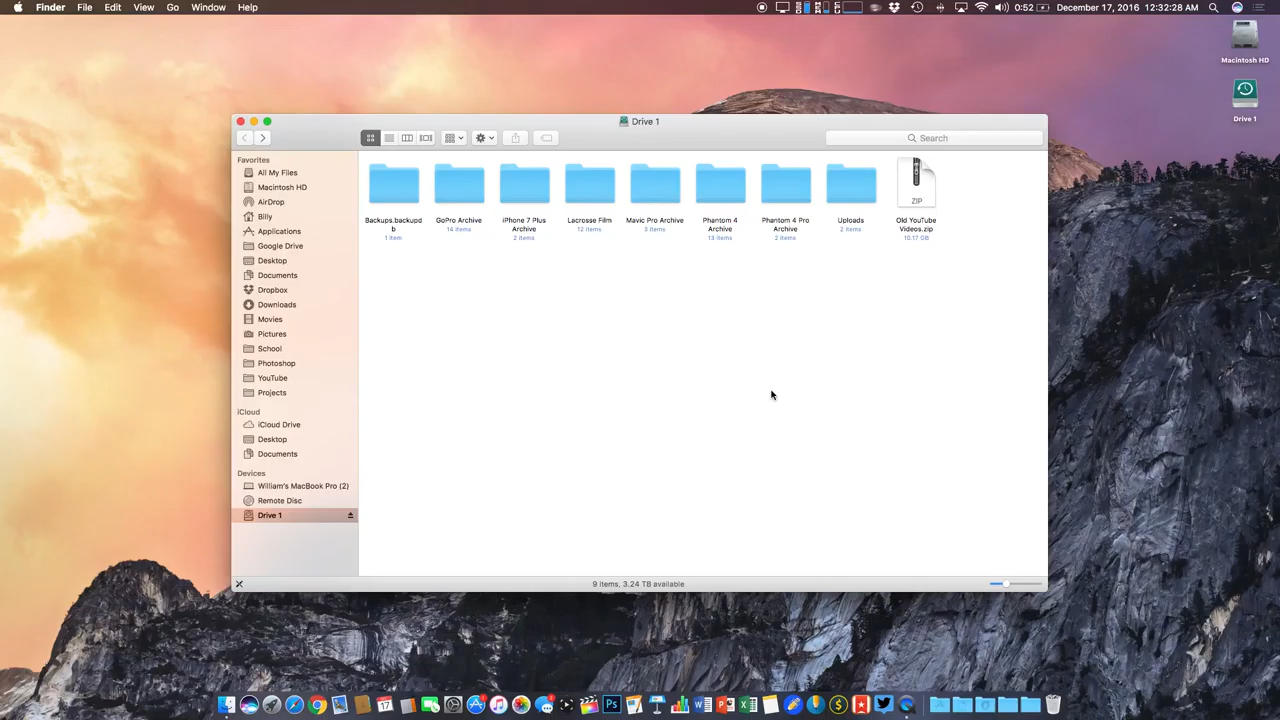 Finder File Edit View Go Window Help
0:52 December 17, 2016 12:32:28 AM
Macintosh HD
Drive 1
Drive 1
Search
Favorites
All My Files
Macintosh HD
AirDrop
Billy
Applications
Google Drive
Desktop
Documents
Dropbox
Downloads
Movies
Pictures
School
Photoshop
YouTube
Projects
iCloud
iCloud Drive
Desktop
Documents
Devices
William's MacBook Pro (2)
Remote Disc
Drive 1
Backups.backupd
b
1 item
GoPro Archive
14 items
iPhone 7 Plus
Archive
2 items
Lacrosse Film
12 items
Mavic Pro Archive
3 items
Phantom 4
Archive
13 items
Phantom 4 Pro
Archive
2 items
Uploads
2 items
ZIP
Old YouTube
Videos.zip
10.17 GB
9 items, 3.24 TB available
17
Ps